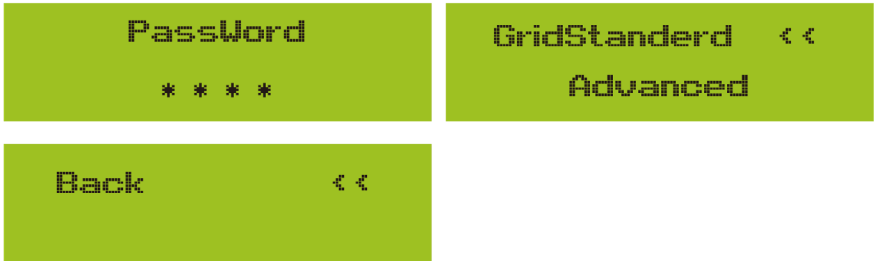 PassWord
* * * *
GridStanderd <<
Advanced
Back <<